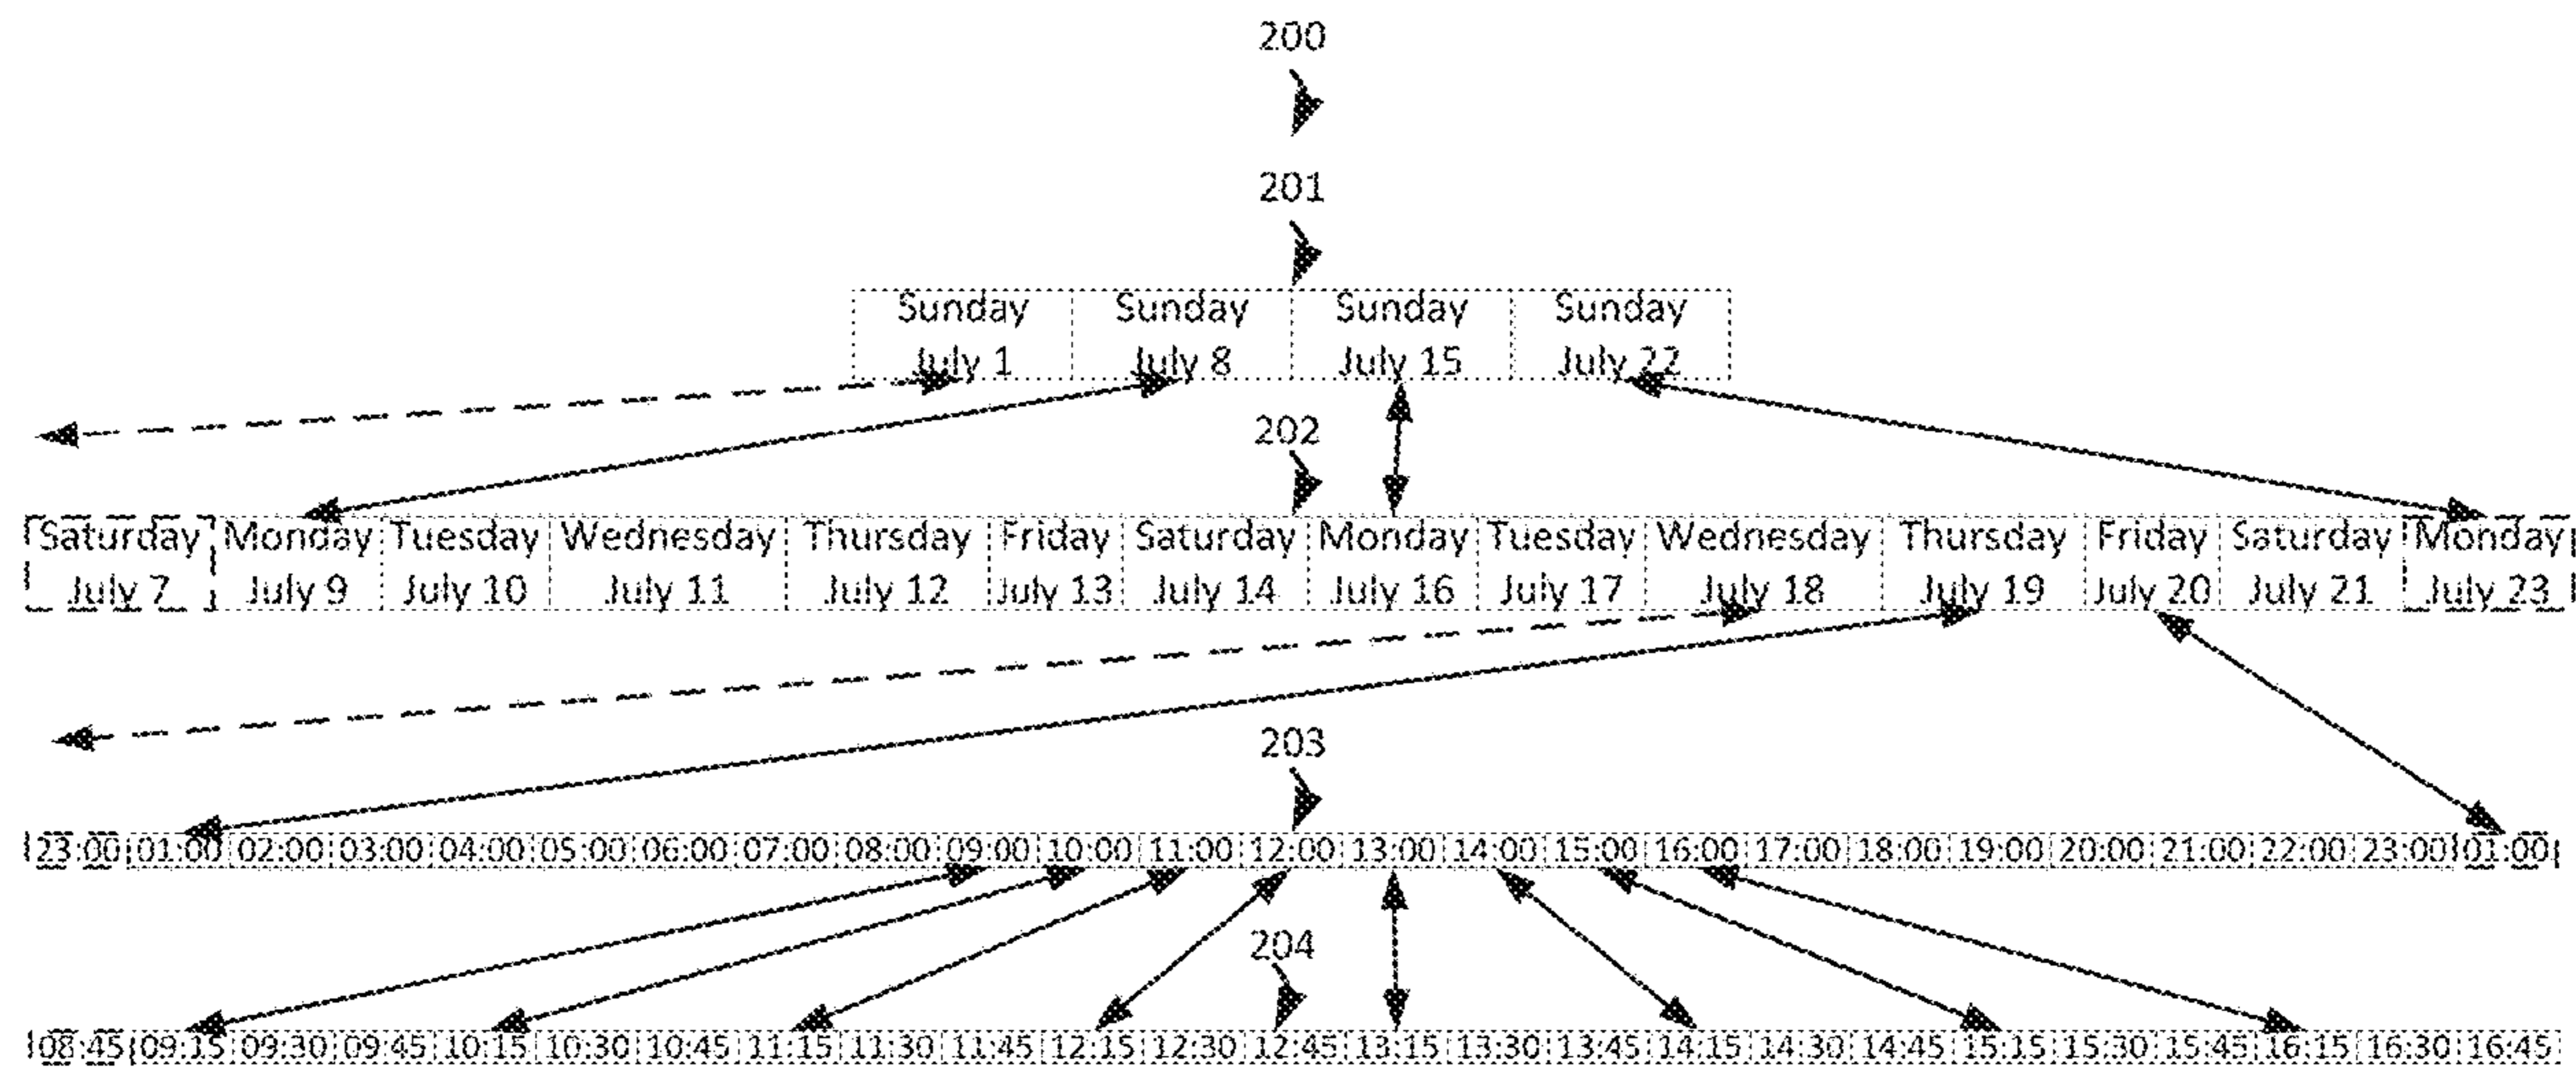 200
201
Sunday Sunday Sunday Sunday
July 1 July 8 July 15 July 22
202
Saturday Monday Tuesday Wednesday Thursday Friday Saturday Monday Tuesday Wednesday Thursday Friday Saturday Monday
July 7 July 9 July 10 July 11 July 12 July 13 July 14 July 16 July 17 July 18 July 19 July 20 July 21 July 23
203
23:00 01:00 02:00 03:00 04:00 05:00 06:00 07:00 08:00 09:00 10:00 11:00 12:00 13:00 14:00 15:00 16:00 17:00 18:00 19:00 20:00 21:00 22:00 23:00 01:00
204
08:45 09:15 09:30 09:45 10:15 10:30 10:45 11:15 11:30 11:45 12:15 12:30 12:45 13:15 13:30 13:45 14:15 14:30 14:45 15:15 15:30 15:45 16:15 16:30 16:45